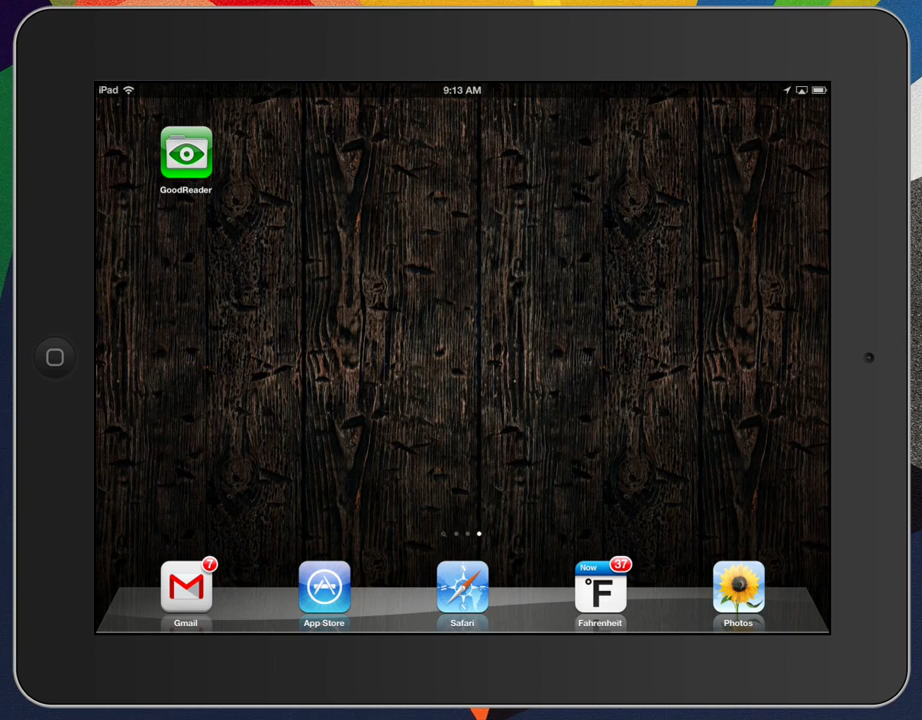 iPad 9:13 AM
GoodReader
7
Now 37
°F
Gmail App Store Safari Fahrenheit Photos